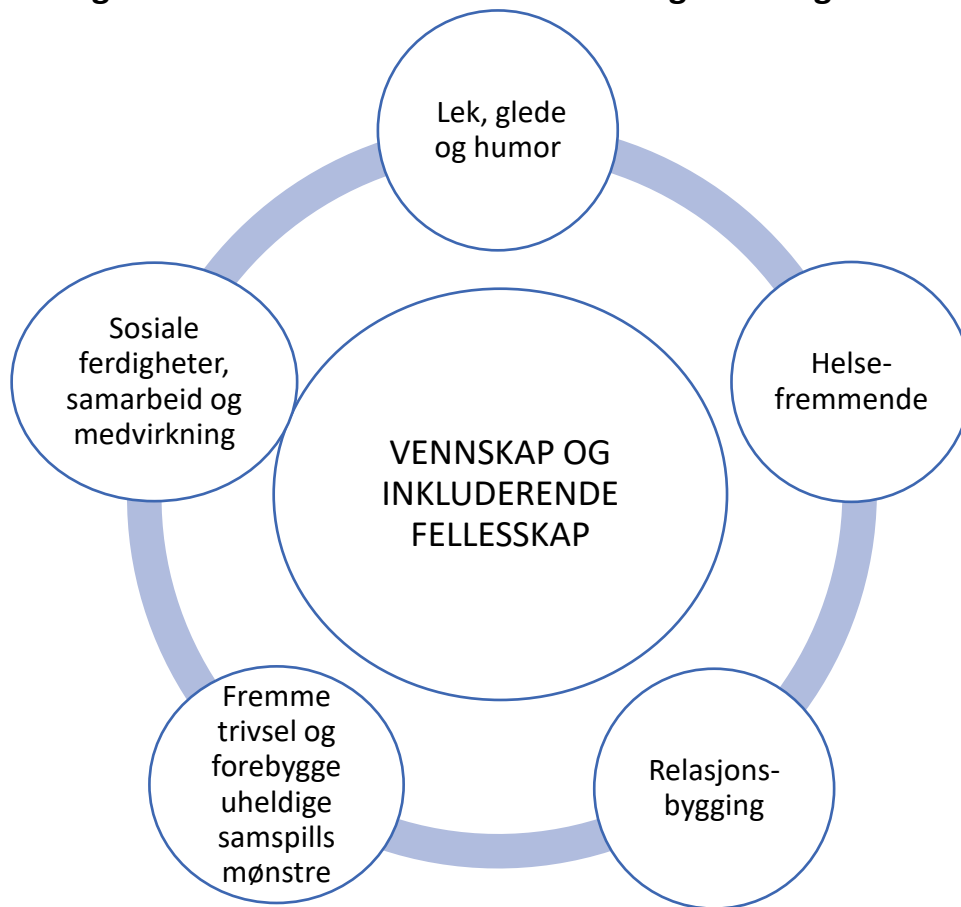 Lek, glede
og humor
Helse-
fremmende
Relasjons-
bygging
Fremme
trivsel og
forebygge
uheldige
samspills
mønstre
Sosiale
ferdigheter,
samarbeid og
medvirkning
VENNSKAP OG
INKLUDERENDE
FELLESSKAP